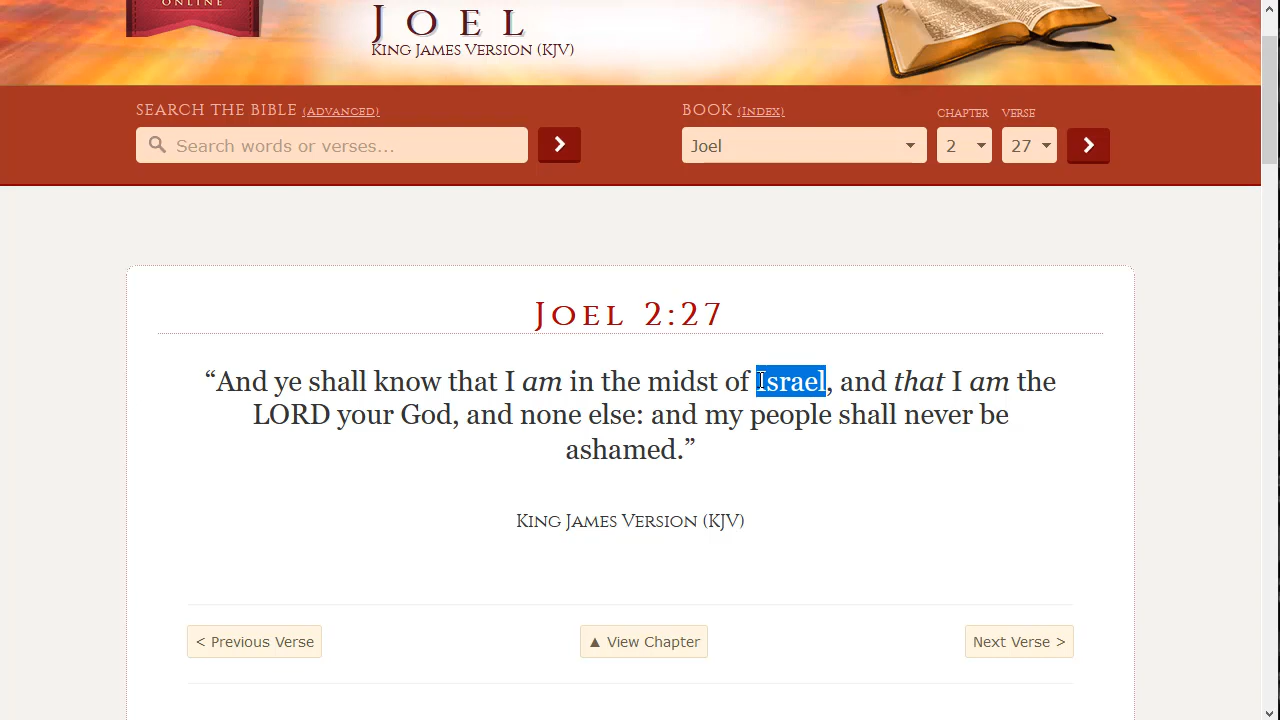 ONLINE
Joel
King James Version (KJV)
Search the Bible (Advanced)
Book (Index)
Chapter
Verse
Search words or verses...
Joel
2
27
Joel 2:27
“And ye shall know that I am in the midst of Israel, and that I am the
LORD your God, and none else: and my people shall never be
ashamed.”
King James Version (KJV)
< Previous Verse
▲ View Chapter
Next Verse >